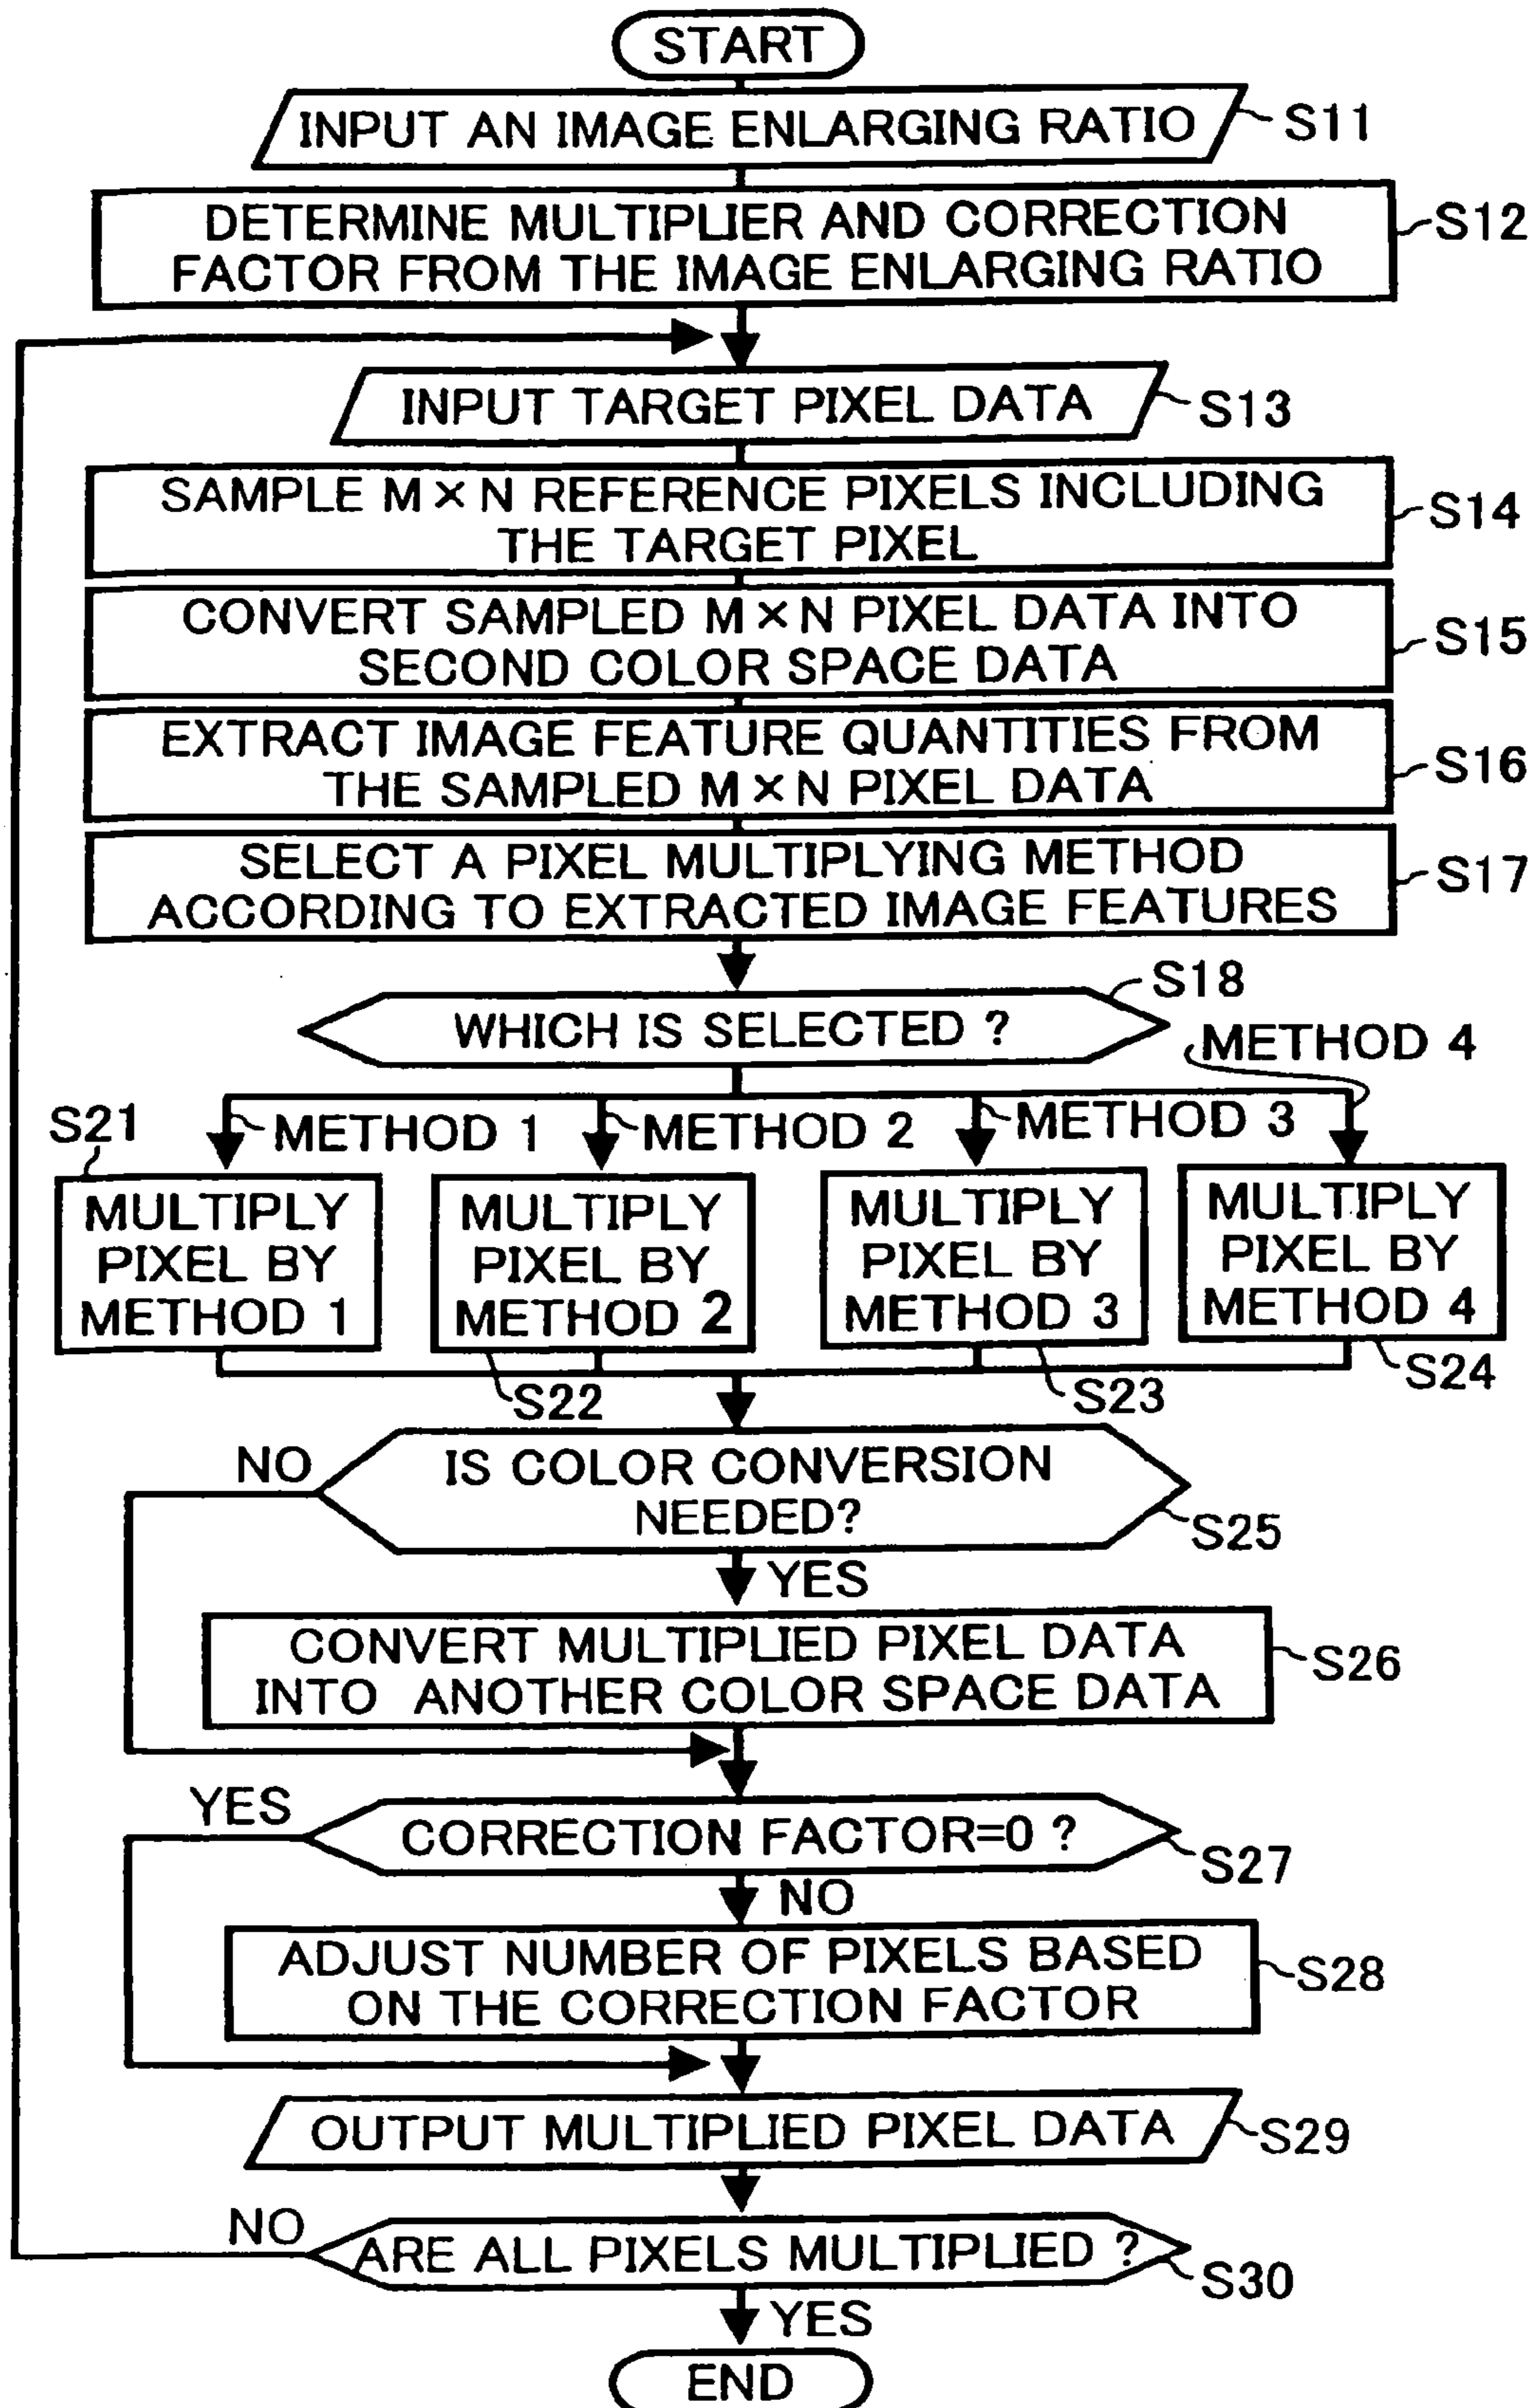 START
INPUT AN IMAGE ENLARGING RATIO
S11
DETERMINE MULTIPLIER AND CORRECTION
FACTOR FROM THE IMAGE ENLARGING RATIO
S12
INPUT TARGET PIXEL DATA
S13
SAMPLE M × N REFERENCE PIXELS INCLUDING
THE TARGET PIXEL
S14
CONVERT SAMPLED M × N PIXEL DATA INTO
SECOND COLOR SPACE DATA
S15
EXTRACT IMAGE FEATURE QUANTITIES FROM
THE SAMPLED M × N PIXEL DATA
S16
SELECT A PIXEL MULTIPLYING METHOD
ACCORDING TO EXTRACTED IMAGE FEATURES
S17
S18
WHICH IS SELECTED ?
METHOD 4
S21
METHOD 1
METHOD 2
METHOD 3
MULTIPLY
PIXEL BY
METHOD 1
MULTIPLY
PIXEL BY
METHOD 2
MULTIPLY
PIXEL BY
METHOD 3
MULTIPLY
PIXEL BY
METHOD 4
S22
S23
S24
NO
IS COLOR CONVERSION
NEEDED?
S25
YES
CONVERT MULTIPLIED PIXEL DATA
INTO ANOTHER COLOR SPACE DATA
S26
YES
CORRECTION FACTOR=0 ?
S27
NO
ADJUST NUMBER OF PIXELS BASED
ON THE CORRECTION FACTOR
S28
OUTPUT MULTIPLIED PIXEL DATA
S29
NO
ARE ALL PIXELS MULTIPLIED ?
S30
YES
END